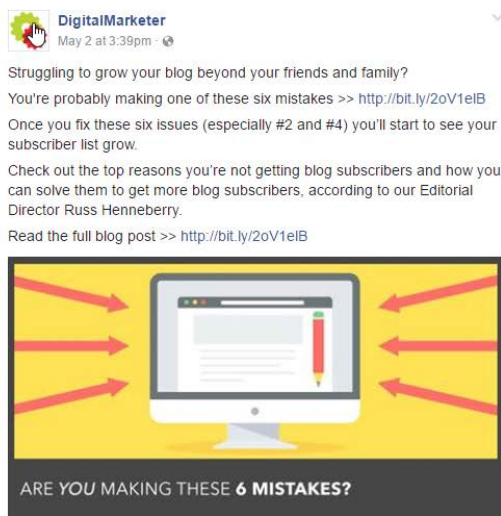 DigitalMarketer
May 2 at 3:39pm ·
Struggling to grow your blog beyond your friends and family?
You're probably making one of these six mistakes >> http://bit.ly/2oV1elB
Once you fix these six issues (especially #2 and #4) you'll start to see your
subscriber list grow.
Check out the top reasons you're not getting blog subscribers and how you
can solve them to get more blog subscribers, according to our Editorial
Director Russ Henneberry.
Read the full blog post >> http://bit.ly/2oV1elB
ARE YOU MAKING THESE 6 MISTAKES?